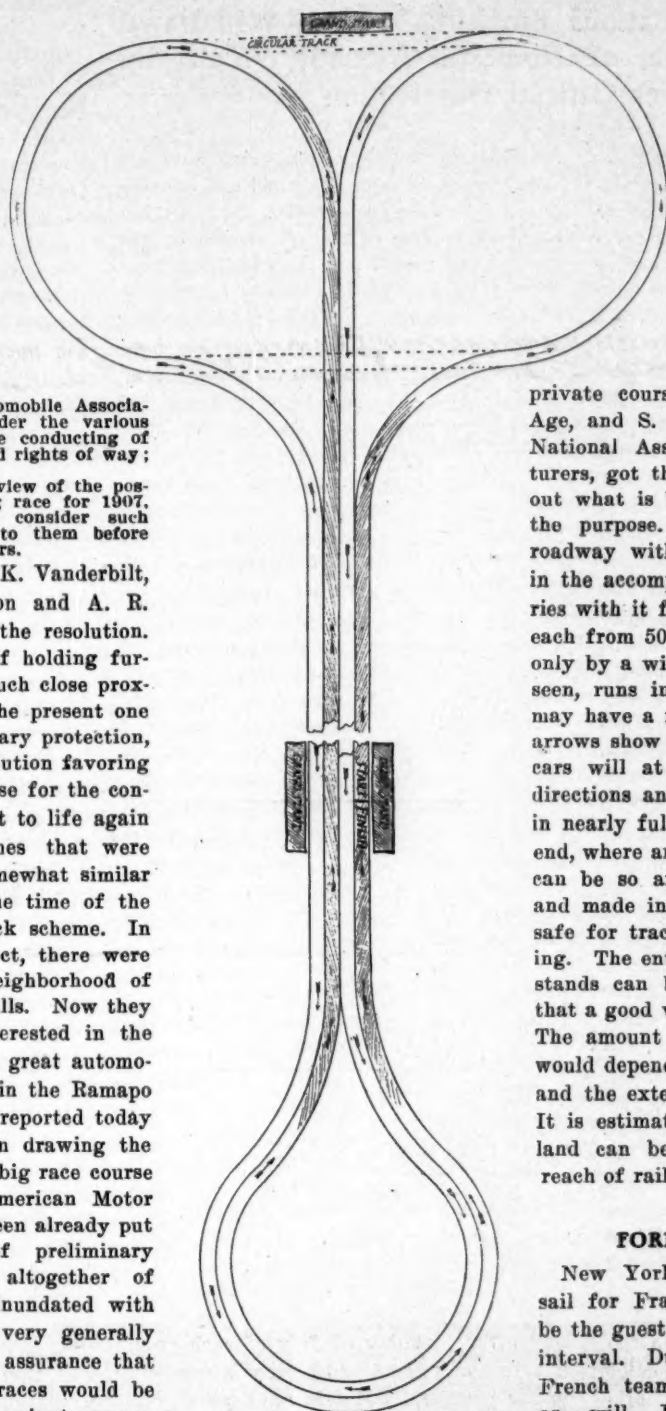 GRAND STAND
CIRCULAR TRACK
omobile Associa-
der the various
e conducting of
d rights of way;
view of the pos-
race for 1907.
consider such
to them before
rs.
K. Vanderbilt,
on and A. R.
the resolution.
f holding fur-
uch close prox-
he present one
ary protection,
ution favoring
se for the con-
t to life again
nes that were
mewhat similar
e time of the
ck scheme. In
ct, there were
eighborhood of
lls. Now they
erested in the
great automo-
in the Ramapo
reported today
n drawing the
big race course
merican Motor
een already put
f preliminary
altogether of
nundated with
very generally
assurance that
races would be
GRAND STAND
START
FINISH
GRAND STAND
private cours
Age, and S.
National Ass
turers, got th
out what is
the purpose.
roadway with
in the accomp
ries with it f
each from 50
only by a wi
seen, runs in
may have a
arrows show
cars will at
directions an
in nearly ful
end, where an
can be so a
and made in
safe for trac
ing. The en
stands can
that a good v
The amount
would depend
and the exte
It is estimat
land can be
reach of rail
FORE
New York
sail for Fra
be the guest
interval. Du
French team